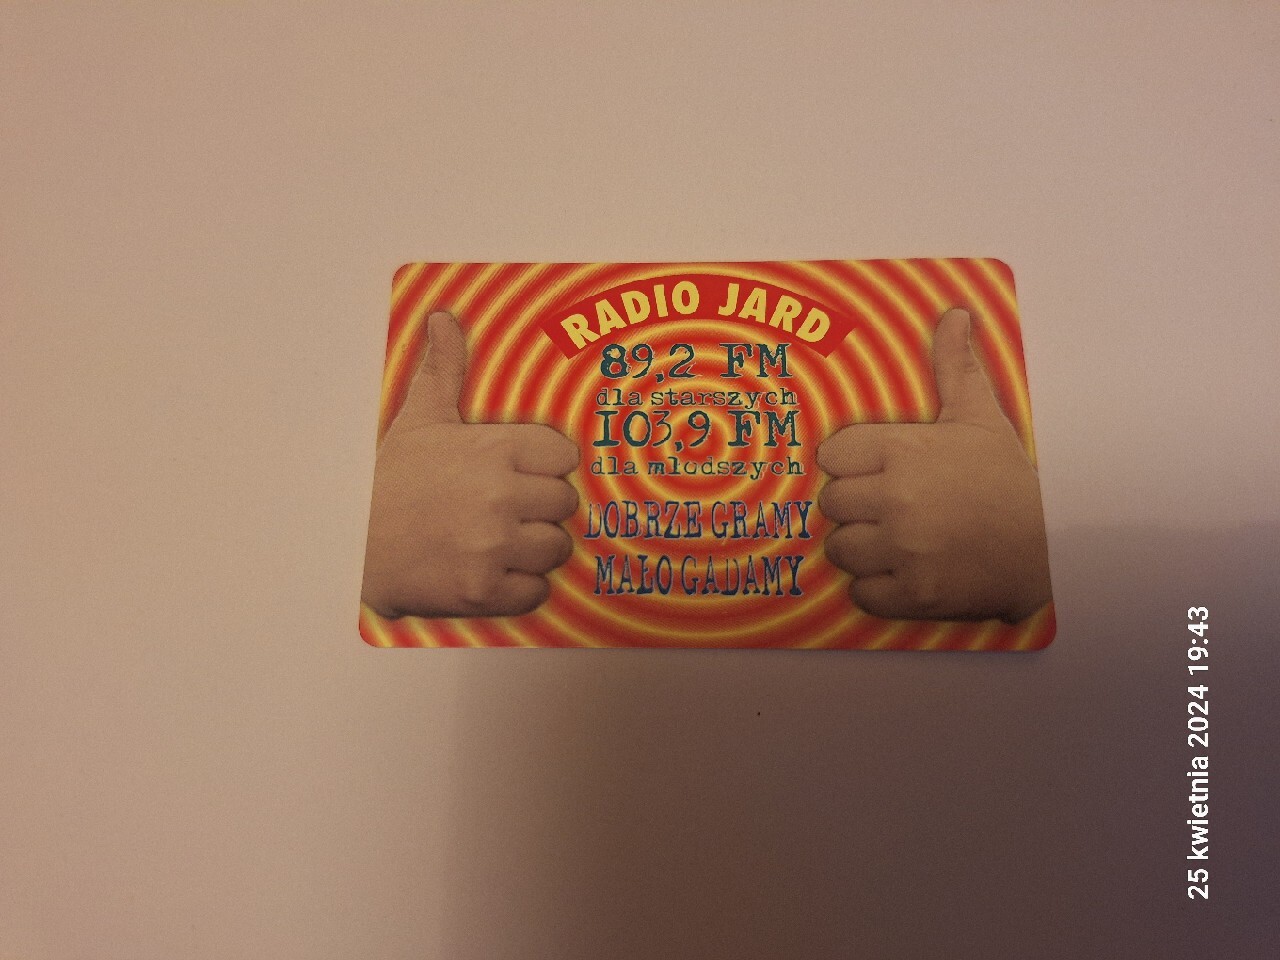 RADIO JARD
89,2 FM
dla starszych
103,9 FM
dla młodszych
DOBRZE GRAMY
MAŁO GADAMY
25 kwietnia 2024 19:43